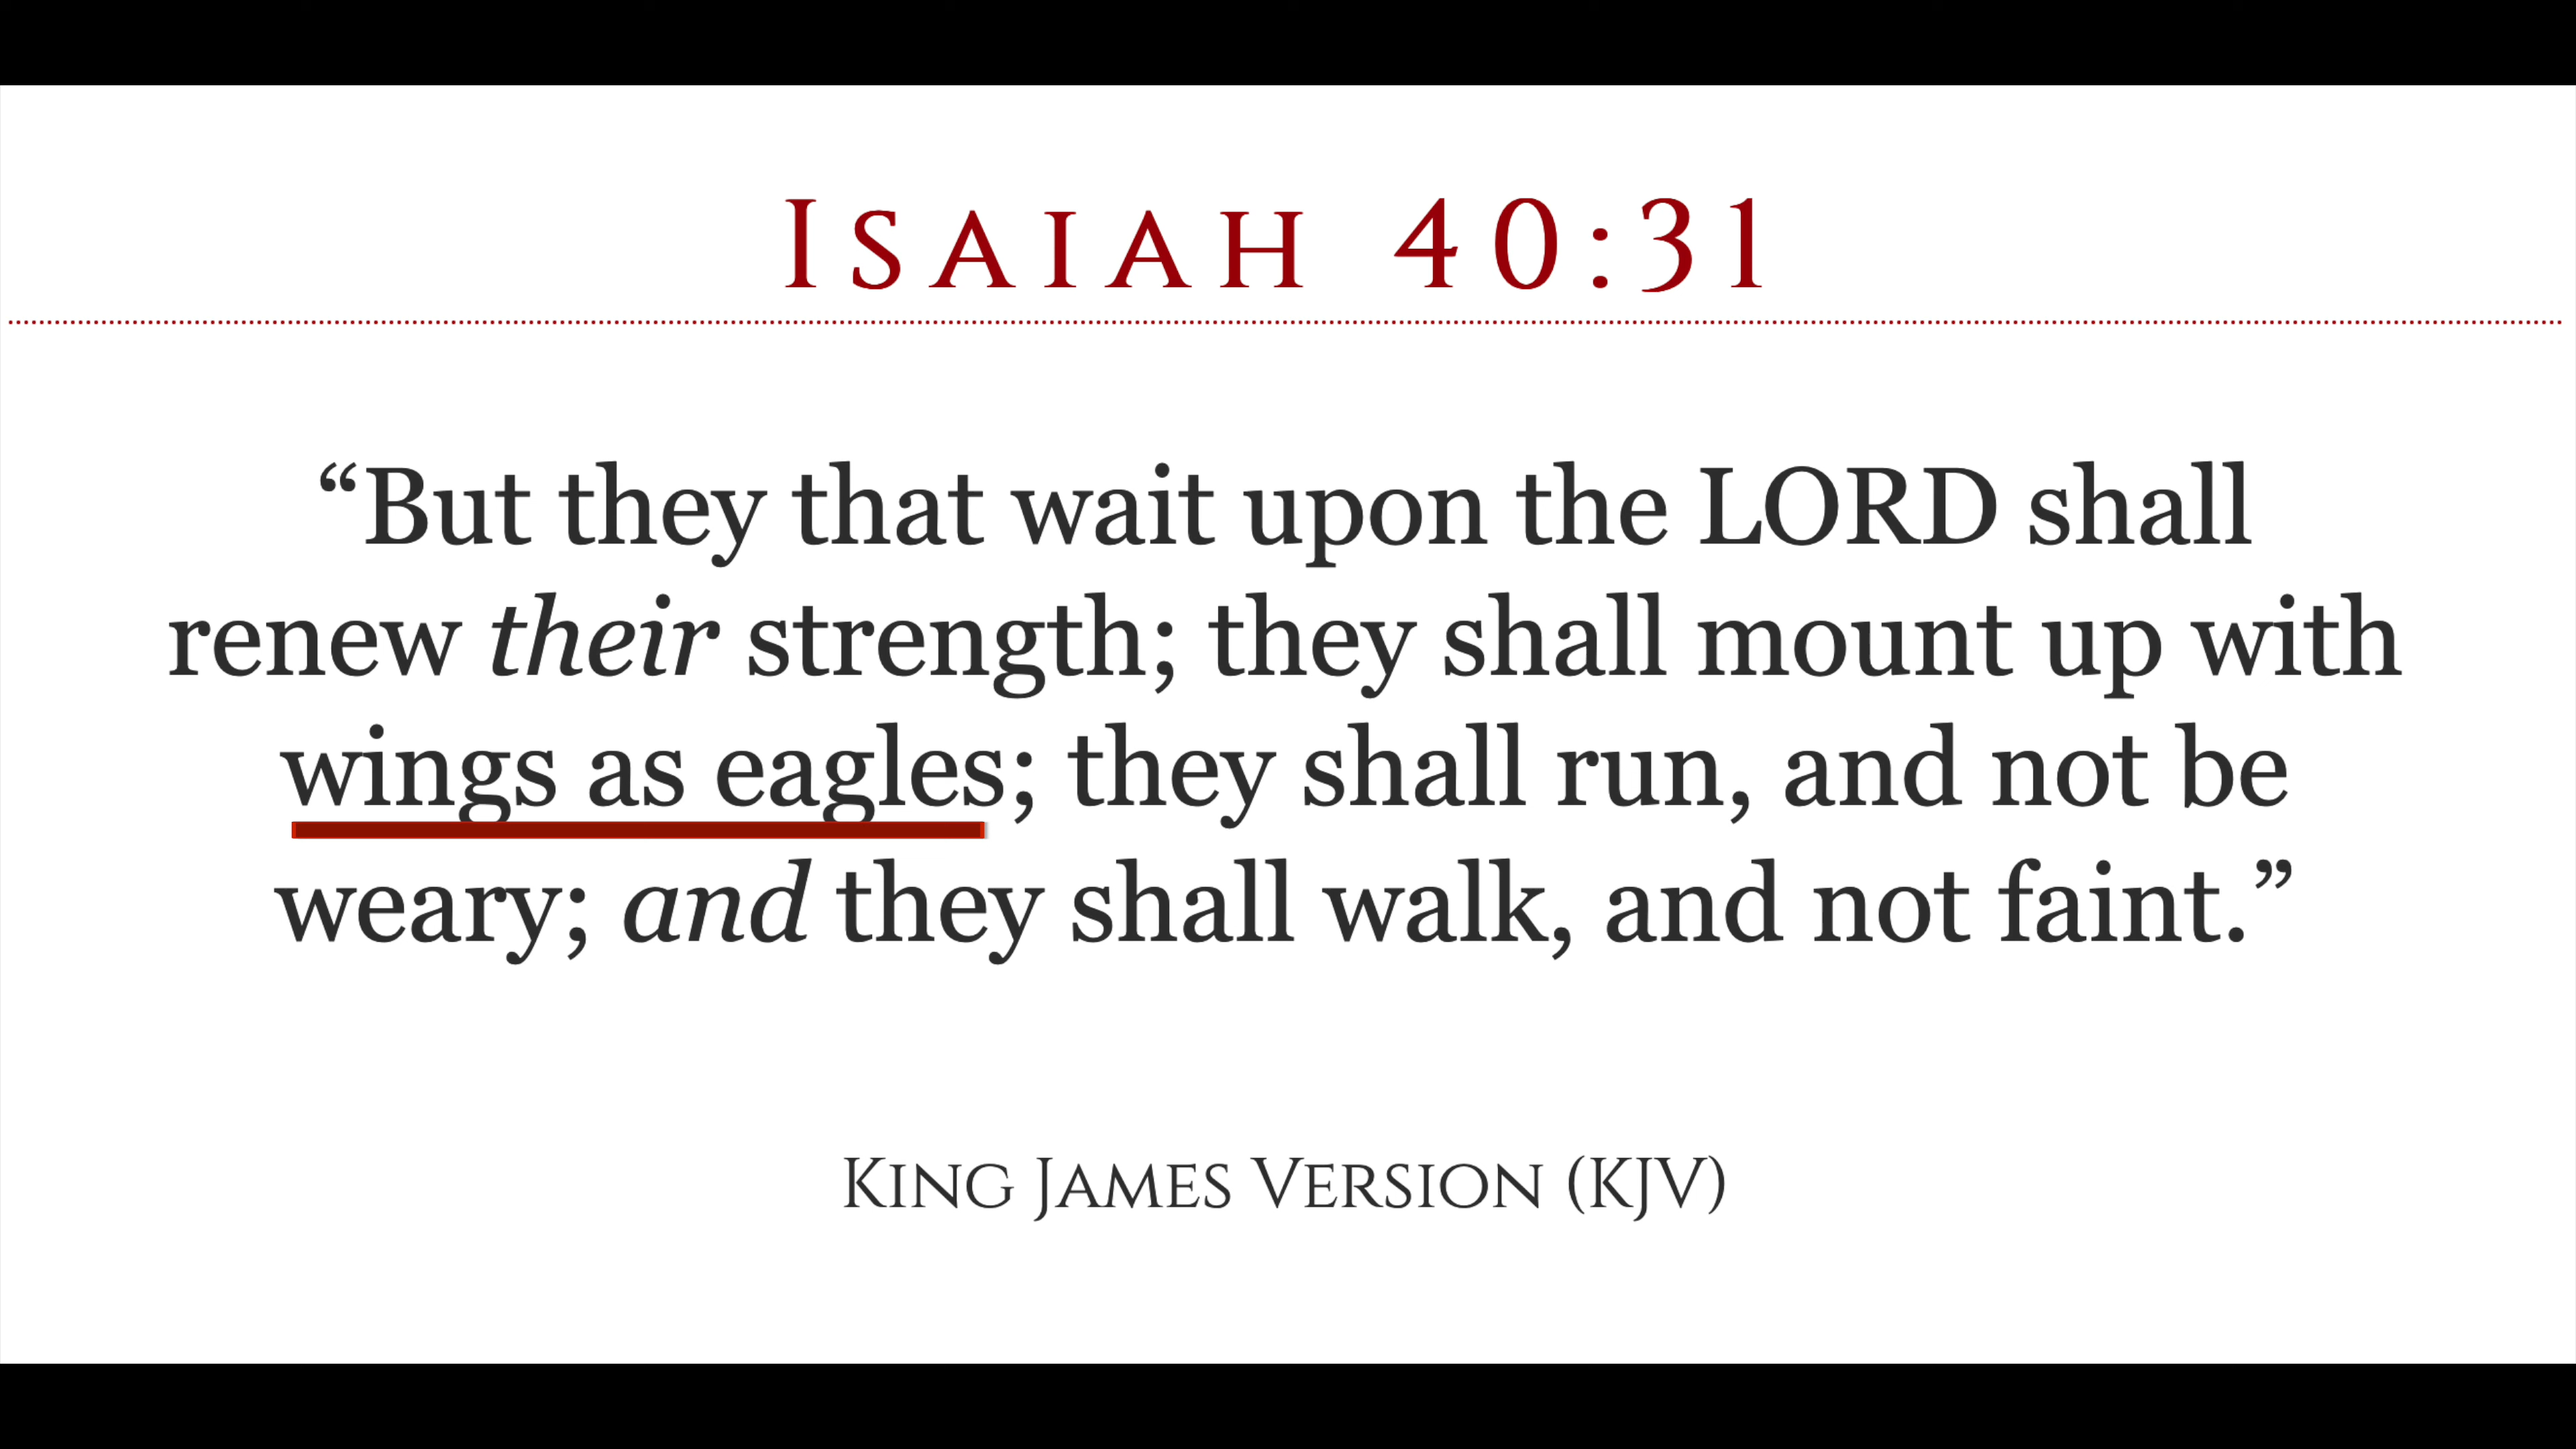 Isaiah 40:31
“But they that wait upon the LORD shall
renew their strength; they shall mount up with
wings as eagles; they shall run, and not be
weary; and they shall walk, and not faint.”
King James Version (KJV)